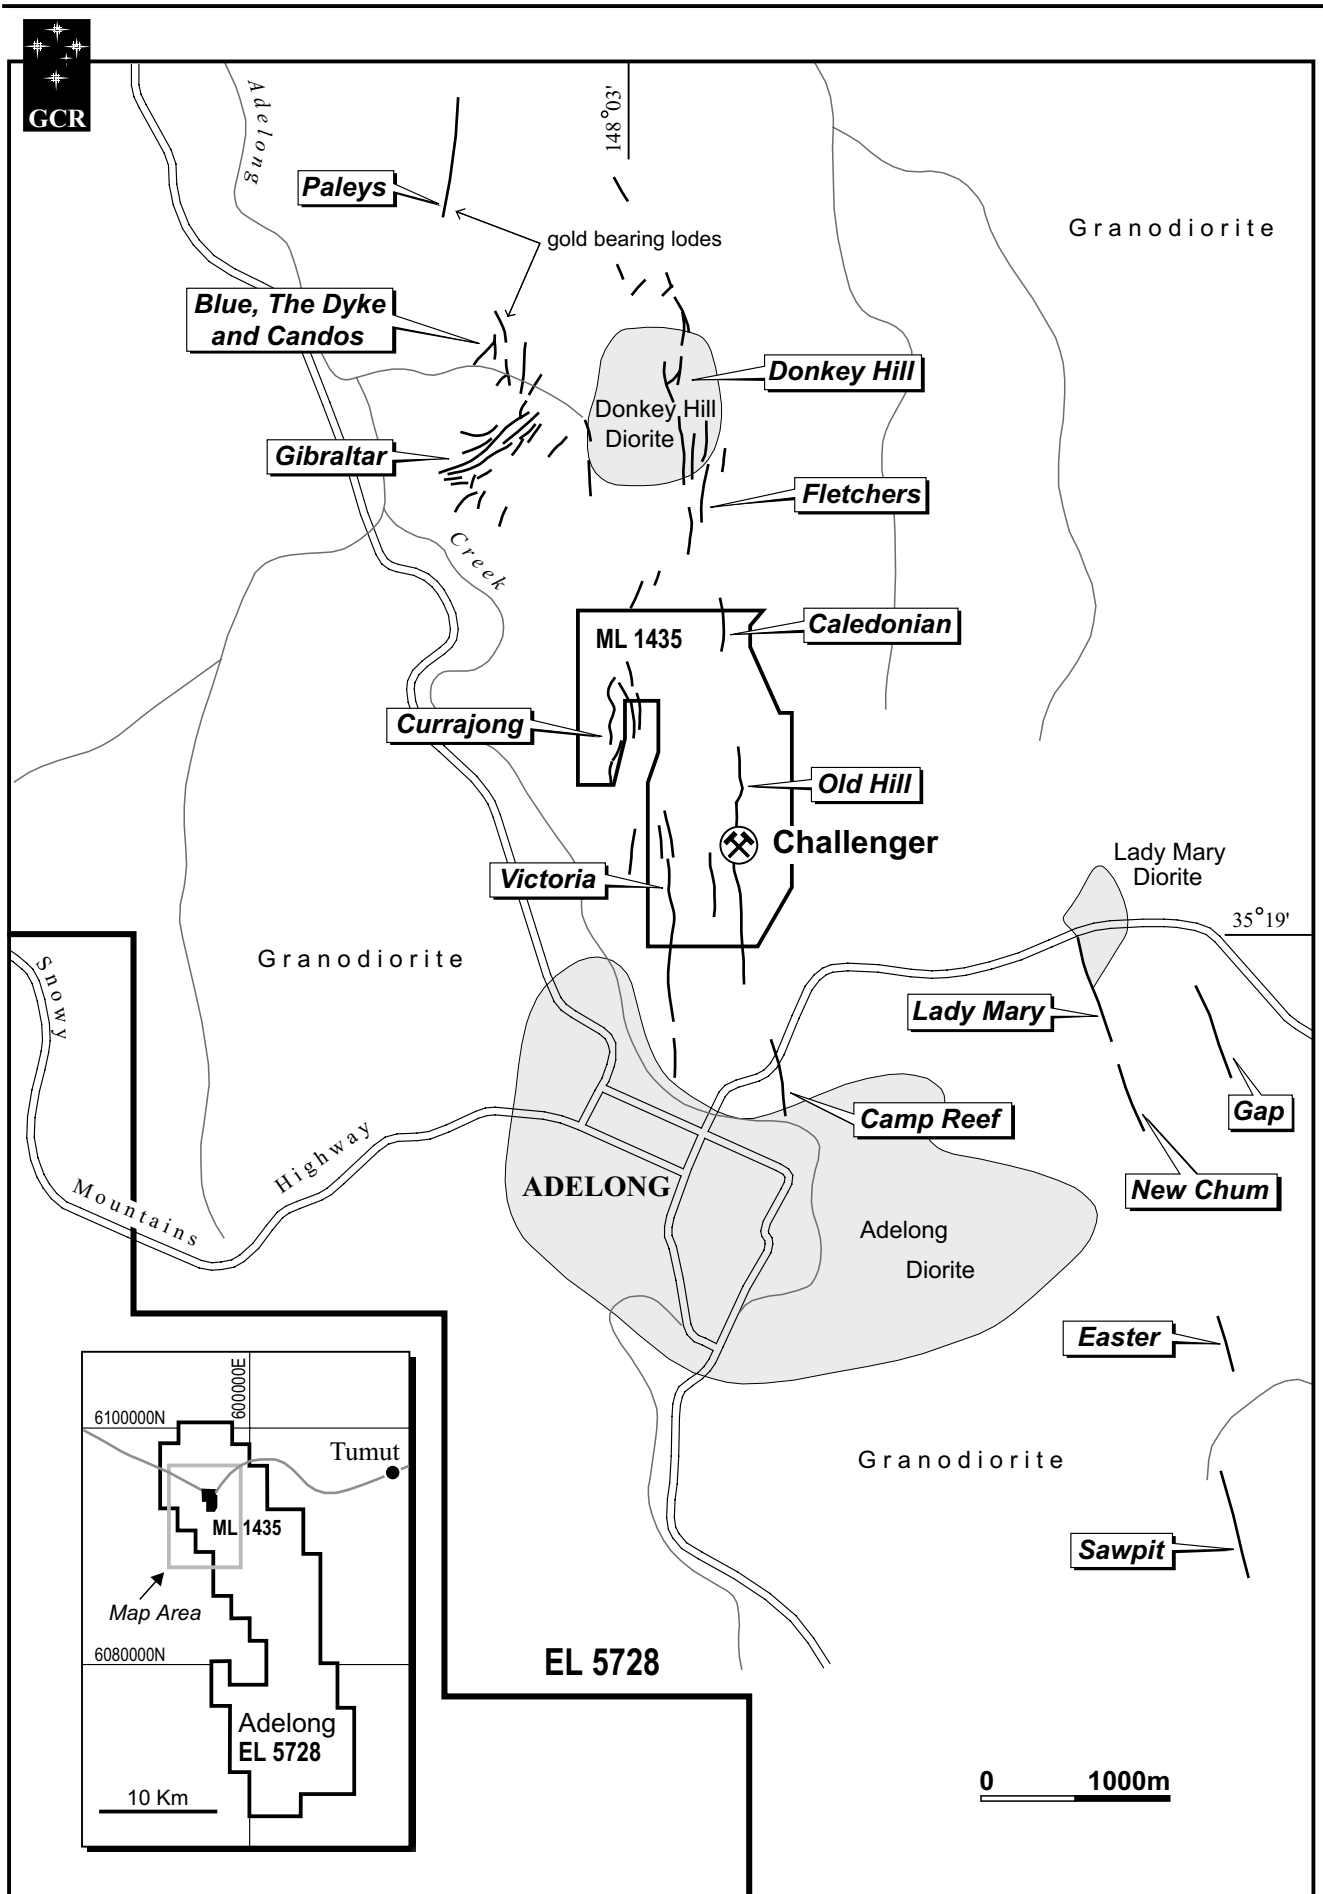 GCR
Adelong
148°03'
Paleys
gold bearing lodes
Granodiorite
Blue, The Dyke
and Candos
Donkey Hill
Donkey Hill
Diorite
Gibraltar
Fletchers
Creek
ML 1435
Caledonian
Currajong
Old Hill
Challenger
Lady Mary
Diorite
Victoria
35°19'
Granodiorite
Snowy
Lady Mary
Gap
Camp Reef
Highway
ADELONG
New Chum
Mountains
Adelong
Diorite
Easter
600000E
6100000N
Tumut
Granodiorite
ML 1435
Sawpit
Map Area
6080000N
EL 5728
Adelong
EL 5728
0 1000m
10 Km